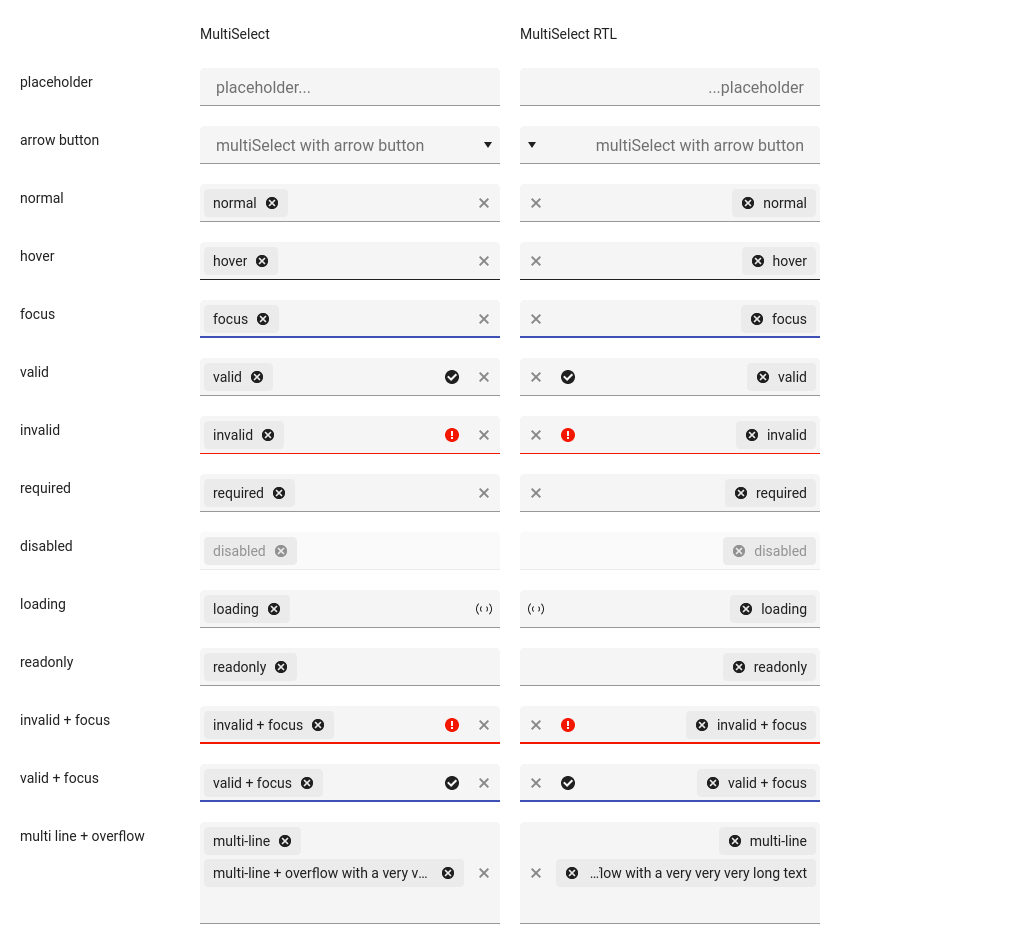 MultiSelect MultiSelect RTL
placeholder placeholder... ...placeholder
arrow button multiSelect with arrow button multiSelect with arrow button
normal normal normal
hover hover hover
focus focus focus
valid valid valid
invalid invalid invalid
required required required
disabled disabled disabled
loading loading loading
readonly readonly readonly
invalid + focus invalid + focus invalid + focus
valid + focus valid + focus valid + focus
multi line + overflow multi-line multi-line
multi-line + overflow with a very v... ...low with a very very very long text